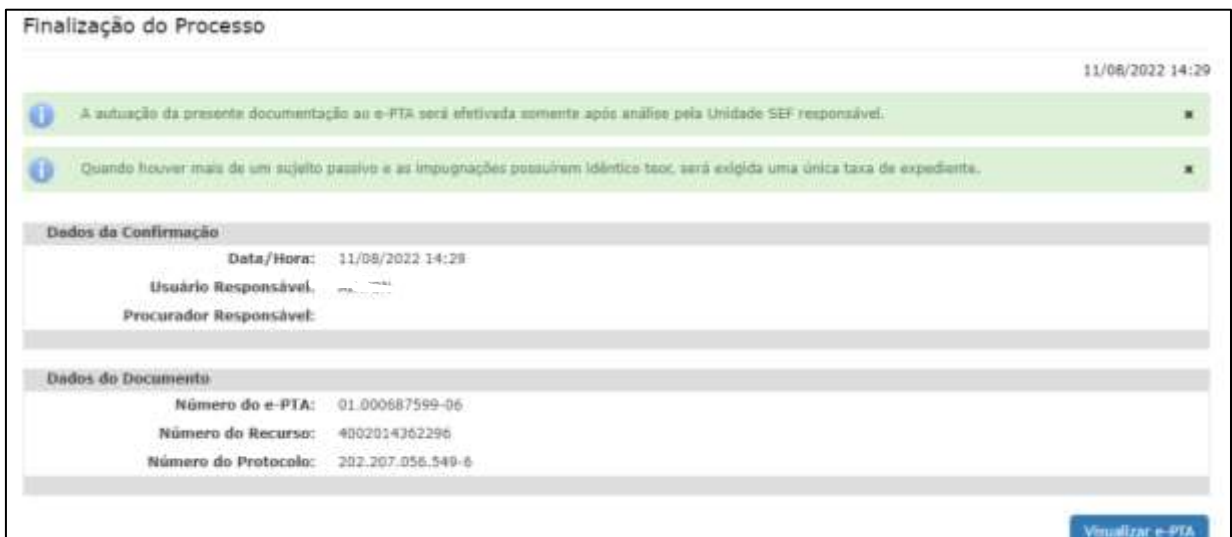 Finalização do Processo
11/08/2022 14:29
A autuação da presente documentação ao e-PTA será efetivada somente após análise pela Unidade SEF responsável.
Quando houver mais de um sujeito passivo e as impugnações possuírem idêntico teor, será exigida uma única taxa de expediente.
Dados da Confirmação
Data/Hora: 11/08/2022 14:29
Usuário Responsável.
Procurador Responsável:
Dados do Documento
Número do e-PTA: 01.000687599-06
Número do Recurso: 4002014362296
Número do Protocolo: 202.207.056.549-6
Visualizar e-PTA